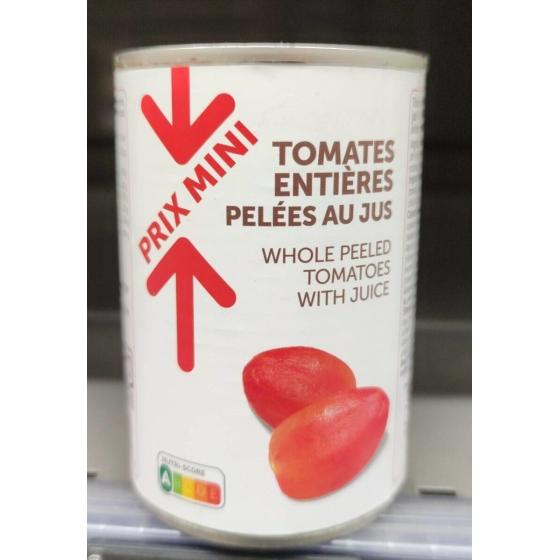 PRIX MINI
TOMATES
ENTIÈRES
PELÉES AU JUS
WHOLE PEELED
TOMATOES
WITH JUICE
NUTRI-SCORE
A B C D E